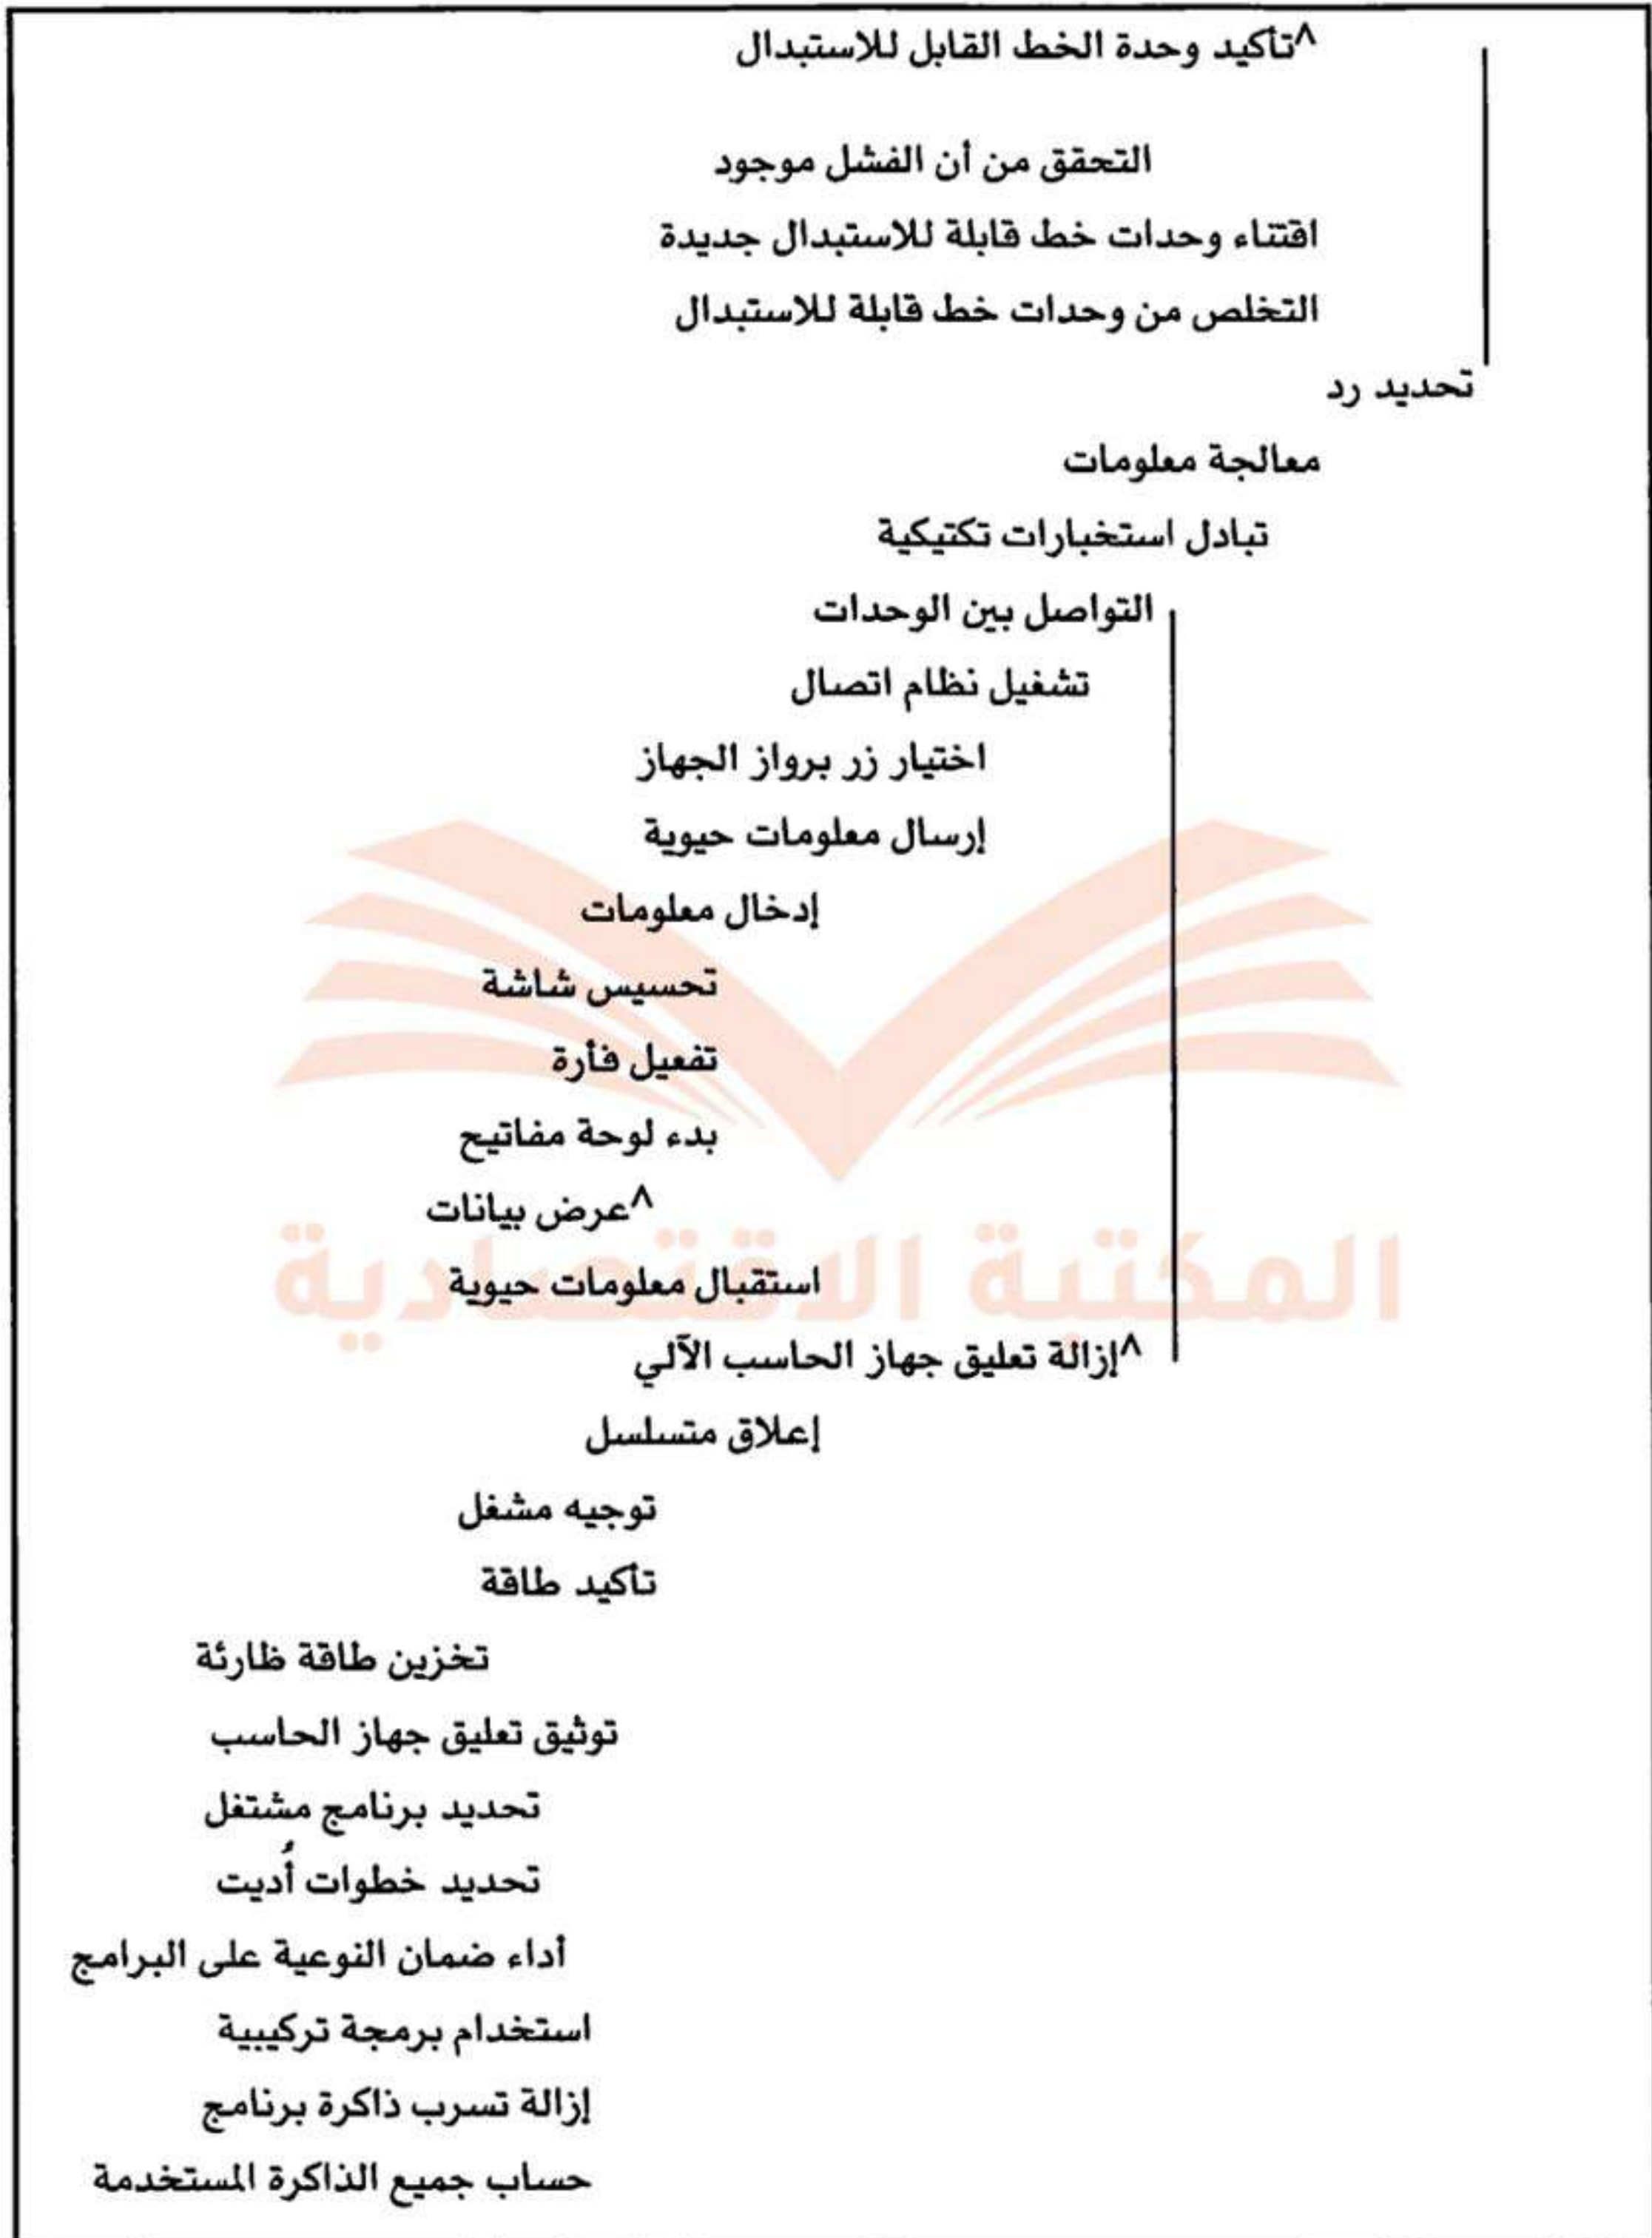 ^تأكيد وحدة الخط القابل للاستبدال
التحقق من أن الفشل موجود
اقتناء وحدات خط قابلة للاستبدال جديدة
التخلص من وحدات خط قابلة للاستبدال
تحديد رد
معالجة معلومات
تبادل استخبارات تكتيكية
التواصل بين الوحدات
تشغيل نظام اتصال
اختيار زر برواز الجهاز
إرسال معلومات حيوية
إدخال معلومات
تحسيس شاشة
تفعيل فأرة
بدء لوحة مفاتيح
^عرض بيانات
المكتبة الاقتصادية
استقبال معلومات حيوية
^إزالة تعليق جهاز الحاسب الآلي
إعلاق متسلسل
توجيه مشغل
تأكيد طاقة
تخزين طاقة ظارئة
توثيق تعليق جهاز الحاسب
تحديد برنامج مشتغل
تحديد خطوات أُديت
أداء ضمان النوعية على البرامج
استخدام برمجة تركيبية
إزالة تسرب ذاكرة برنامج
حساب جميع الذاكرة المستخدمة